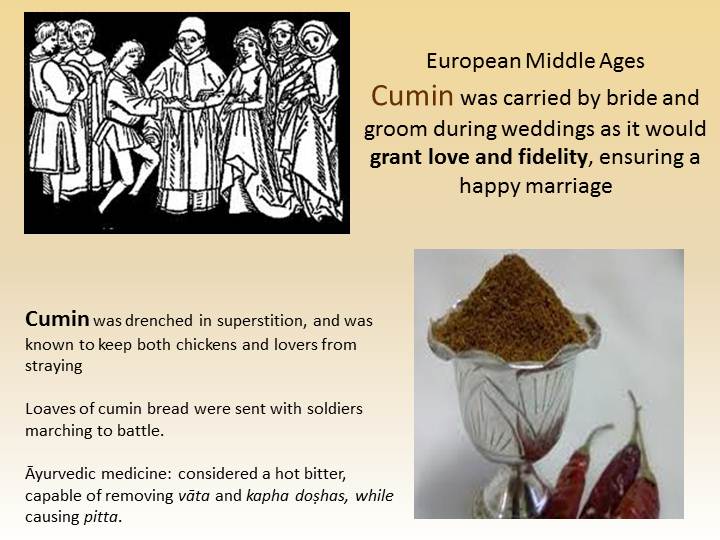 European Middle Ages
Cumin was carried by bride and
groom during weddings as it would
grant love and fidelity, ensuring a
happy marriage
Cumin was drenched in superstition, and was
known to keep both chickens and lovers from
straying
Loaves of cumin bread were sent with soldiers
marching to battle.
Āyurvedic medicine: considered a hot bitter,
capable of removing vāta and kapha doṣhas, while
causing pitta.